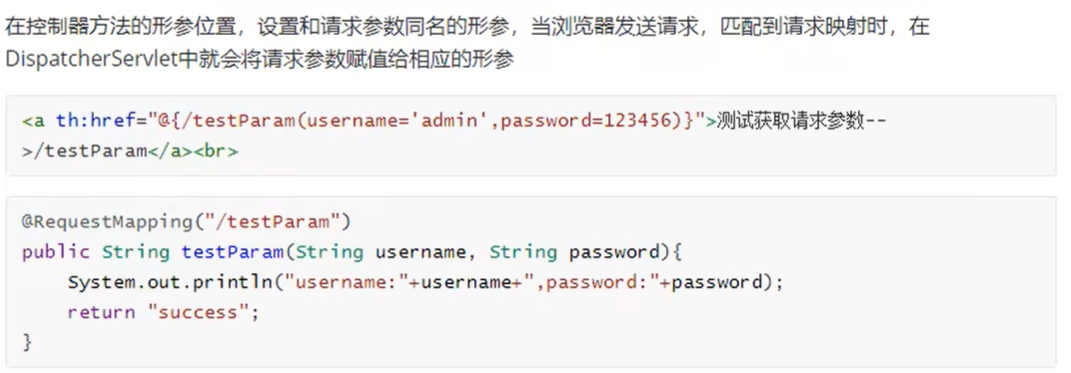 在控制器方法的形参位置，设置和请求参数同名的形参，当浏览器发送请求，匹配到请求映射时，在
DispatcherServlet中就会将请求参数赋值给相应的形参
<a th:href="@{/testParam(username='admin',password=123456)}">测试获取请求参数--
>/testParam</a><br>
@RequestMapping("/testParam")
public String testParam(String username, String password){
    System.out.println("username:"+username+",password:"+password);
    return "success";
}